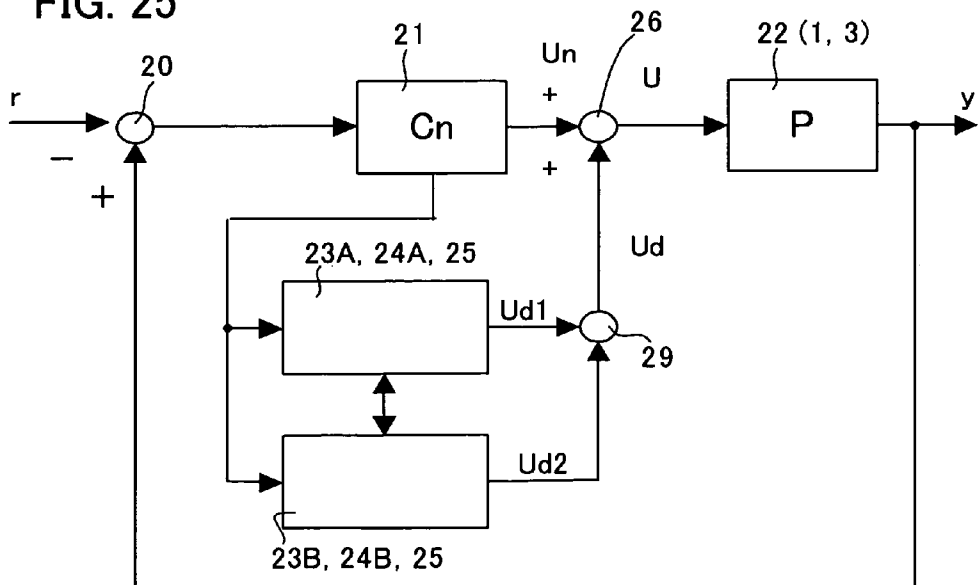 FIG. 25
20
21
26
22 (1, 3)
r
Un
U
y
+
Cn
P
−
+
+
23A, 24A, 25
Ud
Ud1
29
Ud2
23B, 24B, 25